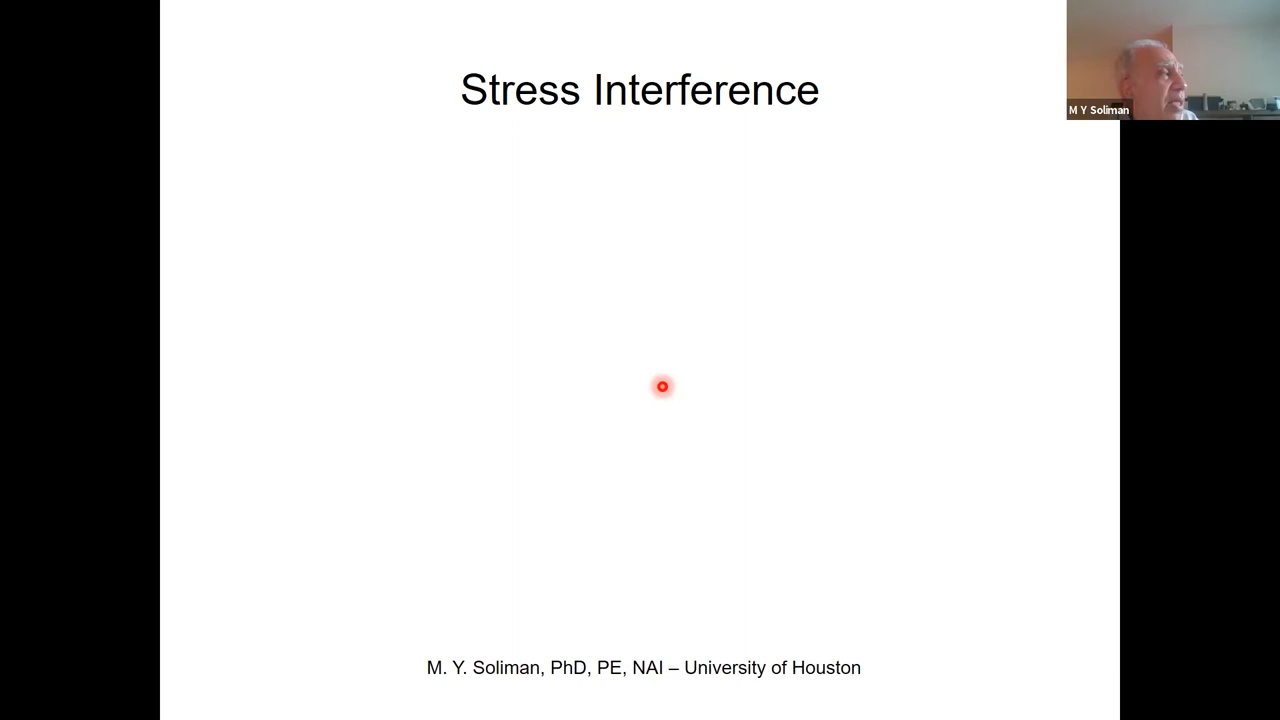 Stress Interference
M Y Soliman
M. Y. Soliman, PhD, PE, NAI – University of Houston